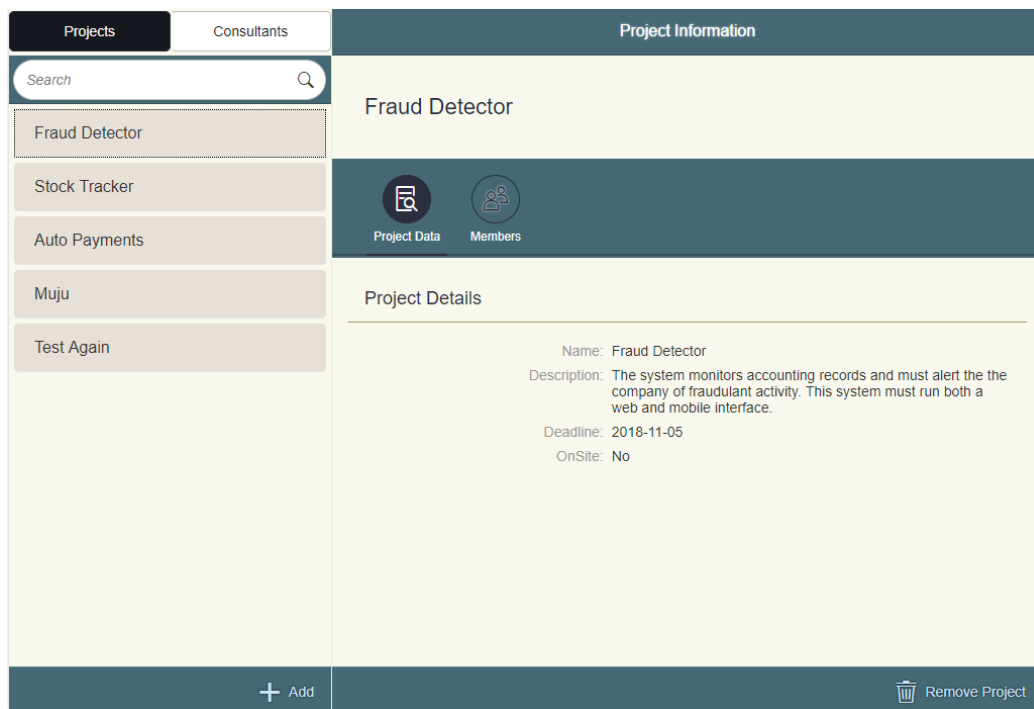 Projects
Consultants
Search
Fraud Detector
Stock Tracker
Auto Payments
Muju
Test Again
Add
Project Information
Fraud Detector
Project Data
Members
Project Details
Name: Fraud Detector
Description: The system monitors accounting records and must alert the the
company of fraudulant activity. This system must run both a
web and mobile interface.
Deadline: 2018-11-05
OnSite: No
Remove Project